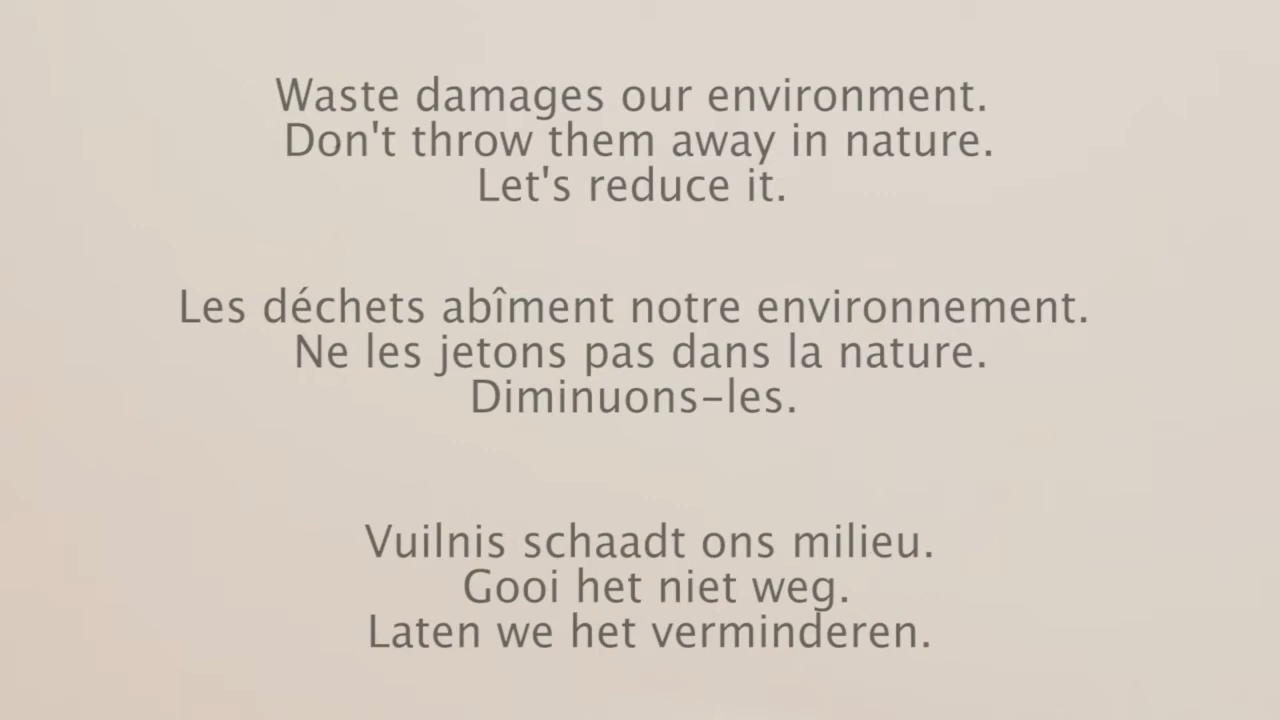 Waste damages our environment.
Don't throw them away in nature.
Let's reduce it.
Les déchets abîment notre environnement.
Ne les jetons pas dans la nature.
Diminuons-les.
Vuilnis schaadt ons milieu.
Gooi het niet weg.
Laten we het verminderen.